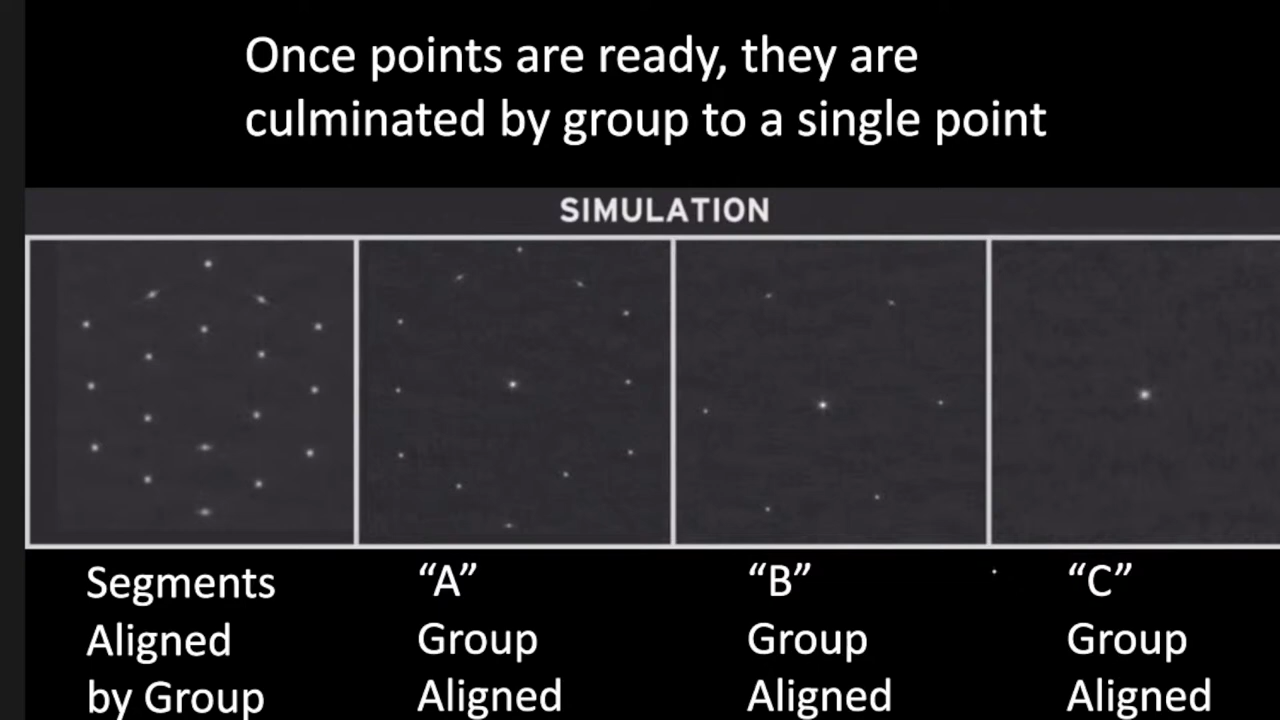 Once points are ready, they are
culminated by group to a single point
SIMULATION
Segments
Aligned
by Group
“A”
Group
Aligned
“B”
Group
Aligned
“C”
Group
Aligned